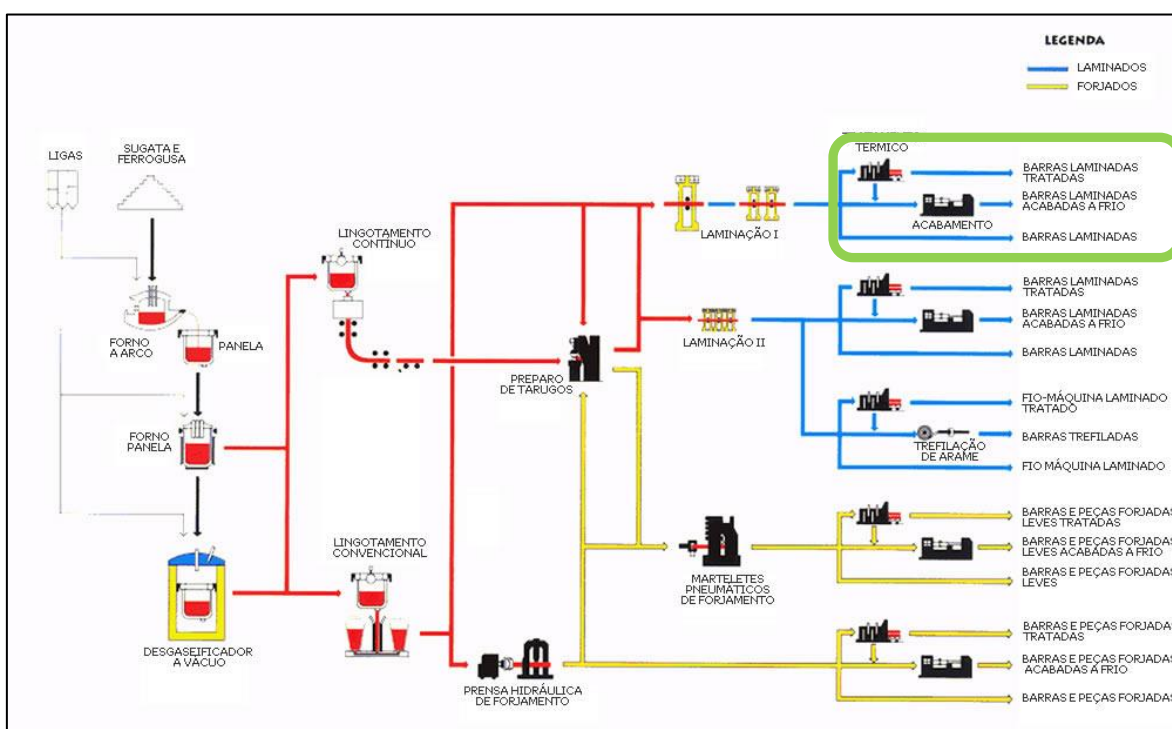 LEGENDA
LAMINADOS
FORJADOS
LIGAS
SUGATA E
FERROGUSA
TERMICO
BARRAS LAMINADAS
TRATADAS
BARRAS LAMINADAS
ACABADAS A FRIO
ACABAMENTO
BARRAS LAMINADAS
LAMINAÇÃO I
LINGOTAMENTO
CONTÍNUO
BARRAS LAMINADAS
TRATADAS
BARRAS LAMINADAS
ACABADAS A FRIO
BARRAS LAMINADAS
LAMINAÇÃO II
FORNO
A ARCO
PANELA
PREPARO
DE TARUGOS
FIO-MÁQUINA LAMINADO
TRATADO
BARRAS TREFILADAS
TREFILAÇÃO
DE ARAME
FIO MÁQUINA LAMINADO
FORNO
PANELA
BARRAS E PEÇAS FORJADAS
LEVES TRATADAS
BARRAS E PEÇAS FORJADAS
LEVES ACABADAS A FRIO
BARRAS E PEÇAS FORJADAS
LEVES
LINGOTAMENTO
CONVENCIONAL
MARTELETES
PNEUMÁTICOS
DE FORJAMENTO
DESGASEIFICADOR
A VÁCUO
BARRAS E PEÇAS FORJADAS
TRATADAS
BARRAS E PEÇAS FORJADAS
ACABADAS A FRIO
BARRAS E PEÇAS FORJADAS
PRENSA HIDRÁULICA
DE FORJAMENTO